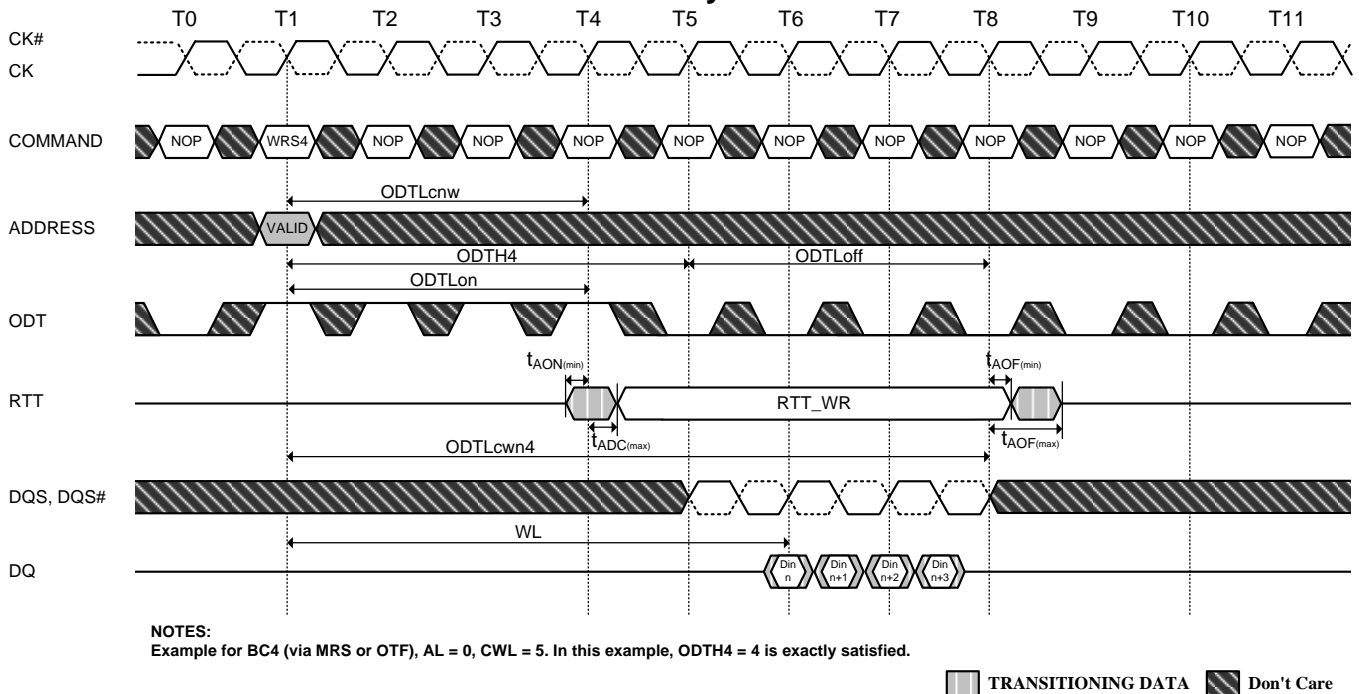 T0 T1 T2 T3 T4 T5 T6 T7 T8 T9 T10 T11
CK#
CK
COMMAND NOP WRS4 NOP NOP NOP NOP NOP NOP NOP NOP NOP NOP
ODTLcnw
ADDRESS VALID
ODTH4 ODTLoff
ODTLon
ODT
tAON(min) tAOF(min)
RTT RTT_WR
tADC(max) tAOF(max)
ODTLcwn4
DQS, DQS#
WL
DQ Din n Din n+1 Din n+2 Din n+3
NOTES:
Example for BC4 (via MRS or OTF), AL = 0, CWL = 5. In this example, ODTH4 = 4 is exactly satisfied.
TRANSITIONING DATA Don't Care